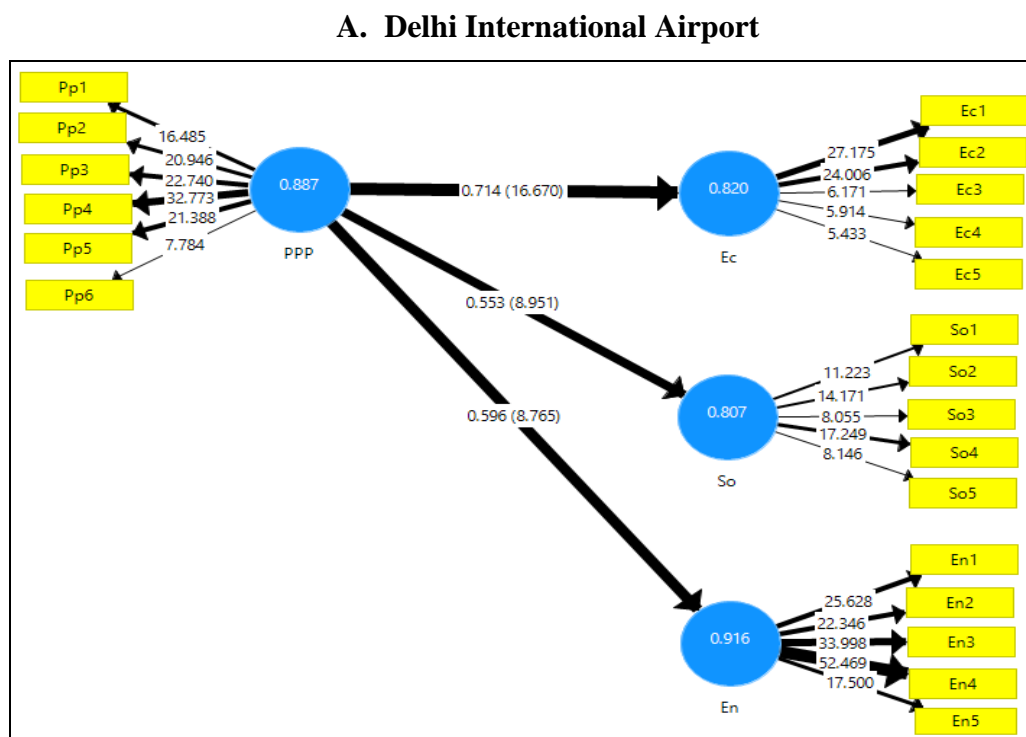 A. Delhi International Airport
Pp1
Pp2
Pp3
Pp4
Pp5
Pp6
16.485
20.946
22.740
32.773
21.388
7.784
0.887
PPP
0.714 (16.670)
0.553 (8.951)
0.596 (8.765)
0.820
Ec
27.175
24.006
6.171
5.914
5.433
Ec1
Ec2
Ec3
Ec4
Ec5
0.807
So
11.223
14.171
8.055
17.249
8.146
So1
So2
So3
So4
So5
0.916
En
25.628
22.346
33.998
52.469
17.500
En1
En2
En3
En4
En5